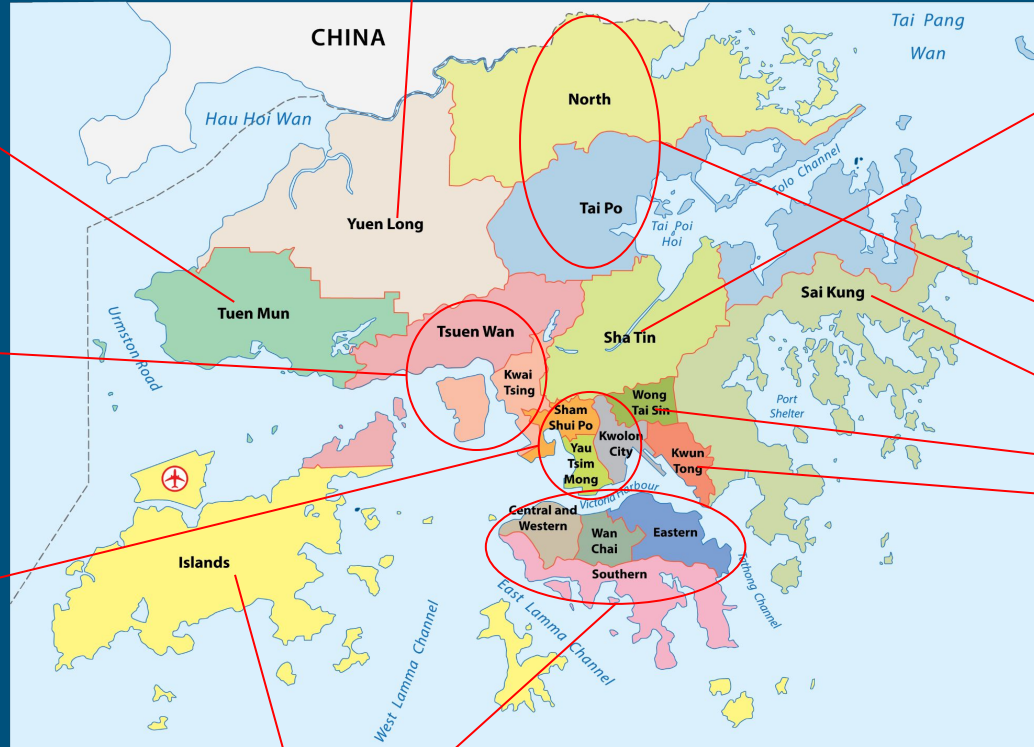 CHINA
Tai Pang
Wan
North
Hau Hoi Wan
Tolo Channel
Tai Po
Tai Poi
Hoi
Yuen Long
Sai Kung
Tuen Mun
Urmston Road
Tsuen Wan
Sha Tin
Kwai
Tsing
Wong
Tai Sin
Port
Shelter
Sham
Shui Po
Kwolon
City
Yau
Tsim
Mong
Kwun
Tong
Victoria Harbour
Central and
Western
Wan
Chai
Eastern
Islands
Southern
Tathong Channel
East Lamma Channel
West Lamma Channel